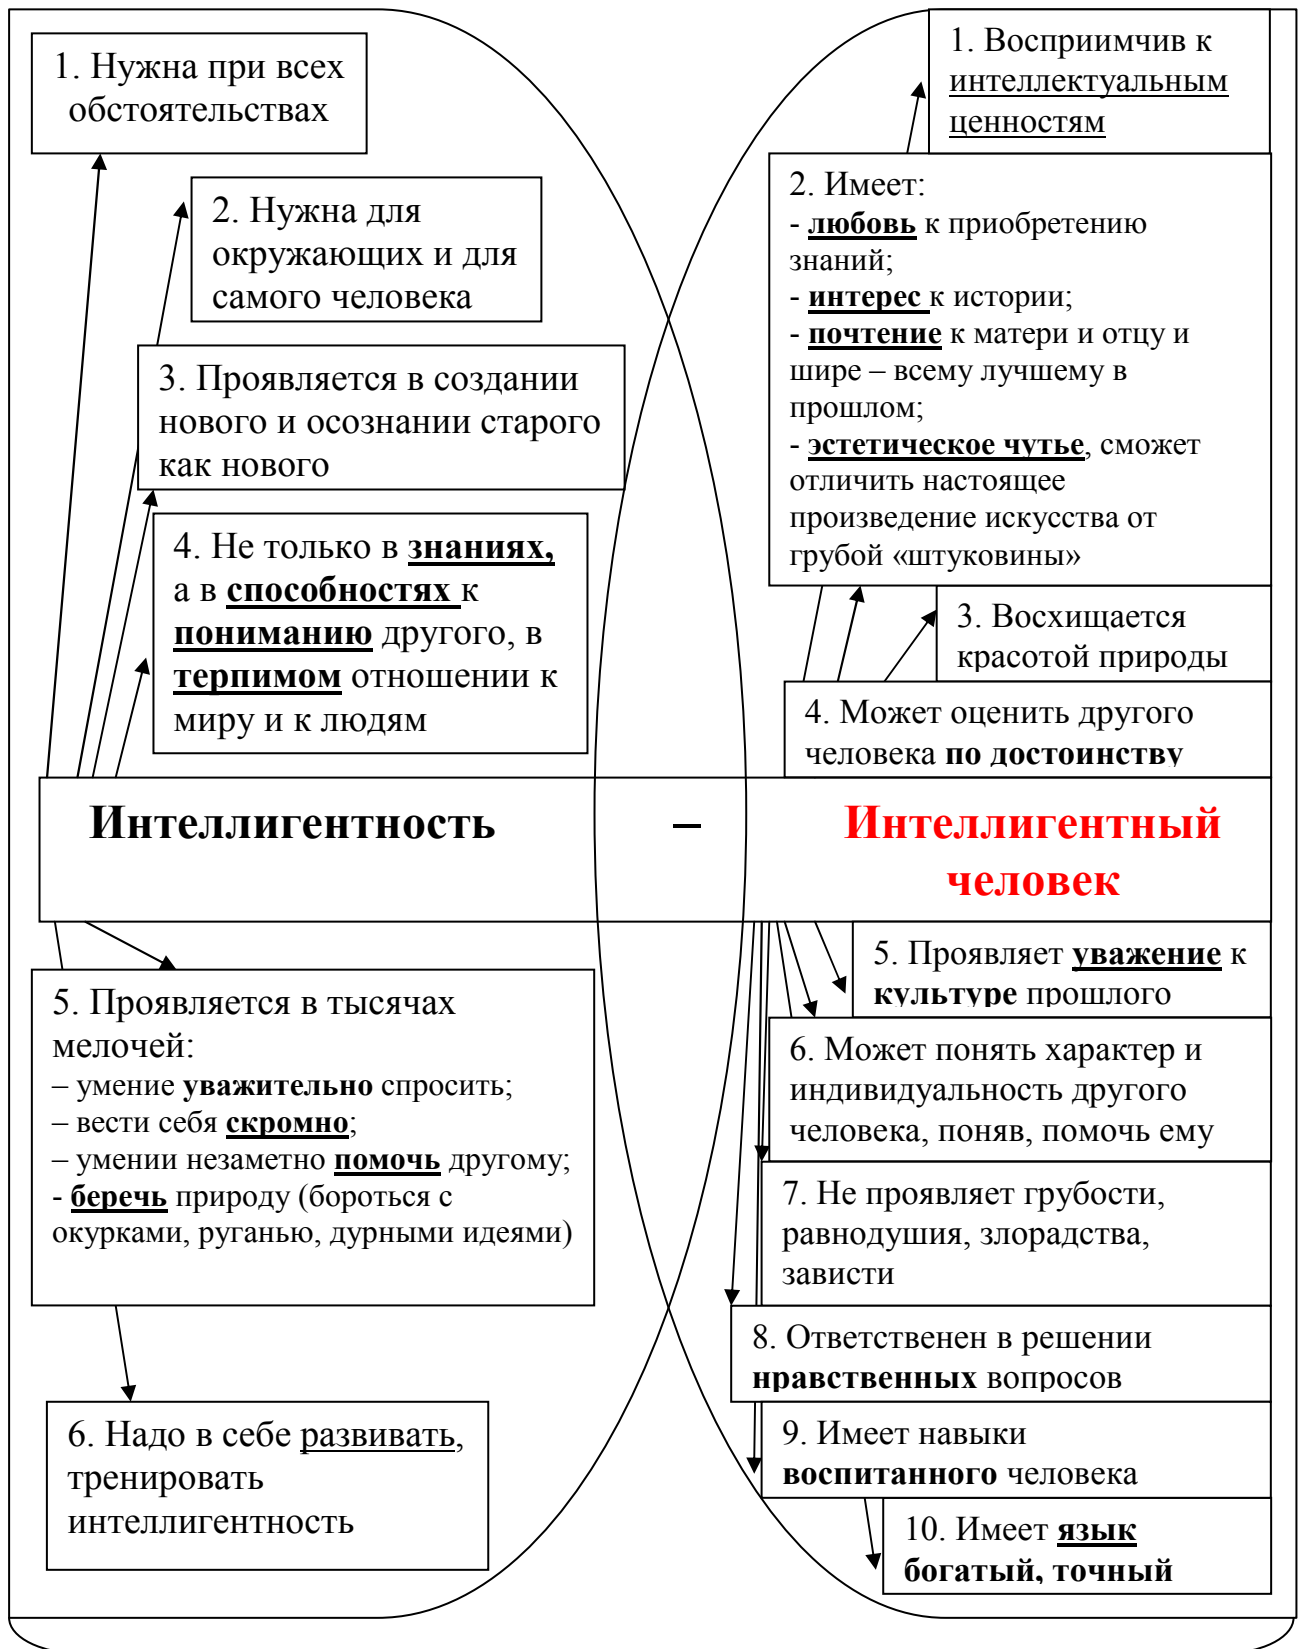 1. Нужна при всех
обстоятельствах
2. Нужна для
окружающих и для
самого человека
3. Проявляется в создании
нового и осознании старого
как нового
4. Не только в знаниях,
а в способностях к
пониманию другого, в
терпимом отношении к
миру и к людям
1. Восприимчив к
интеллектуальным
ценностям
2. Имеет:
- любовь к приобретению
знаний;
- интерес к истории;
- почтение к матери и отцу и
шире – всему лучшему в
прошлом;
- эстетическое чутье, сможет
отличить настоящее
произведение искусства от
грубой «штуковины»
3. Восхищается
красотой природы
4. Может оценить другого
человека по достоинству
Интеллигентность – Интеллигентный
человек
5. Проявляется в тысячах
мелочей:
– умение уважительно спросить;
– вести себя скромно;
– умении незаметно помочь другому;
- беречь природу (бороться с
окурками, руганью, дурными идеями)
6. Надо в себе развивать,
тренировать
интеллигентность
5. Проявляет уважение к
культуре прошлого
6. Может понять характер и
индивидуальность другого
человека, поняв, помочь ему
7. Не проявляет грубости,
равнодушия, злорадства,
зависти
8. Ответственен в решении
нравственных вопросов
9. Имеет навыки
воспитанного человека
10. Имеет язык
богатый, точный